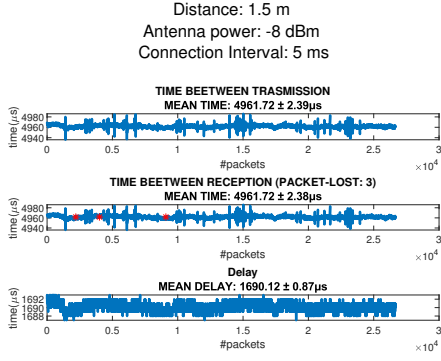 Distance: 1.5 m
Antenna power: -8 dBm
Connection Interval: 5 ms
TIME BEETWEEN TRASMISSION
MEAN TIME: 4961.72 ± 2.39μs
time(μs)
4980
4960
4940
0 0.5 1 1.5 2 2.5 3
#packets
×10⁴
TIME BEETWEEN RECEPTION (PACKET-LOST: 3)
MEAN TIME: 4961.72 ± 2.38μs
time(μs)
4980
4960
4940
0 0.5 1 1.5 2 2.5 3
#packets
×10⁴
Delay
MEAN DELAY: 1690.12 ± 0.87μs
time(μs)
1692
1690
1688
0 0.5 1 1.5 2 2.5 3
#packets
×10⁴